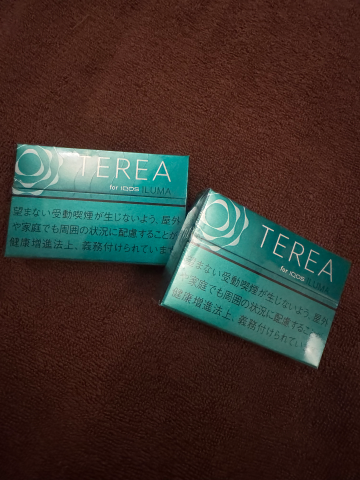 TEREA
for IQOS ILUMA
望まない受動喫煙が生じないよう、屋外
や家庭でも周囲の状況に配慮することが
健康増進法上、義務付けられています
TEREA
for IQOS ILUMA
望まない受動喫煙が生じないよう、屋外
や家庭でも周囲の状況に配慮することが
健康増進法上、義務付けられてい